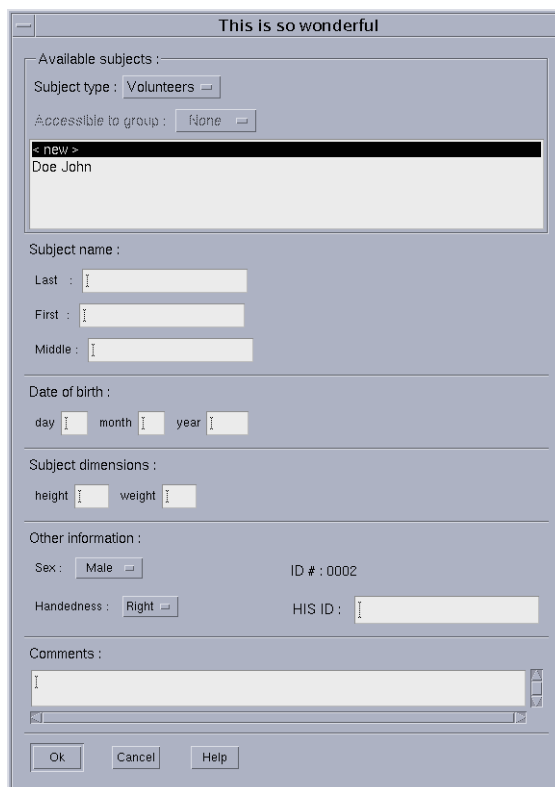 This is so wonderful
Available subjects :
Subject type : Volunteers
Accessible to group : None
< new >
Doe John
Subject name :
Last :
First :
Middle :
Date of birth :
day month year
Subject dimensions :
height weight
Other information :
Sex : Male ID # : 0002
Handedness : Right HIS ID :
Comments :
Ok Cancel Help